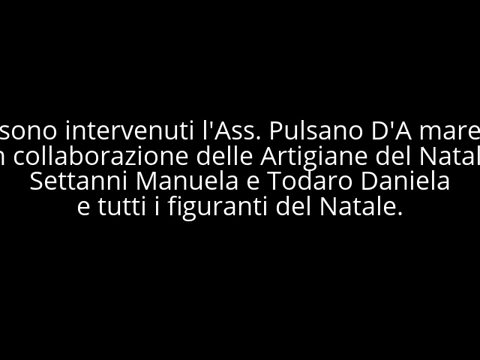 sono intervenuti l'Ass. Pulsano D'A mare
collaborazione delle Artigiane del Natal
Settanni Manuela e Todaro Daniela
e tutti i figuranti del Natale.